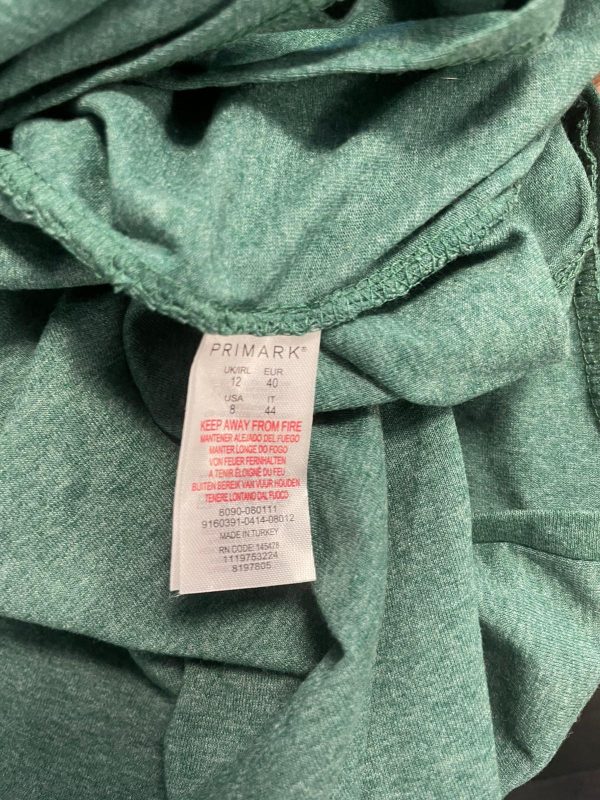 PRIMARK®
UK/IRL EUR
12 40
USA IT
8 44
KEEP AWAY FROM FIRE
MANTENER ALEJADO DEL FUEGO
MANTER LONGE DO FOGO
VON FEUER FERNHALTEN
A TENIR ÉLOIGNÉ DU FEU
BUITEN BEREIK VAN VUUR HOUDEN
TENERE LONTANO DAL FUOCO
8090-080111
9160391-0414-08012
MADE IN TURKEY
RN CODE: 145478
1119753224
8197805